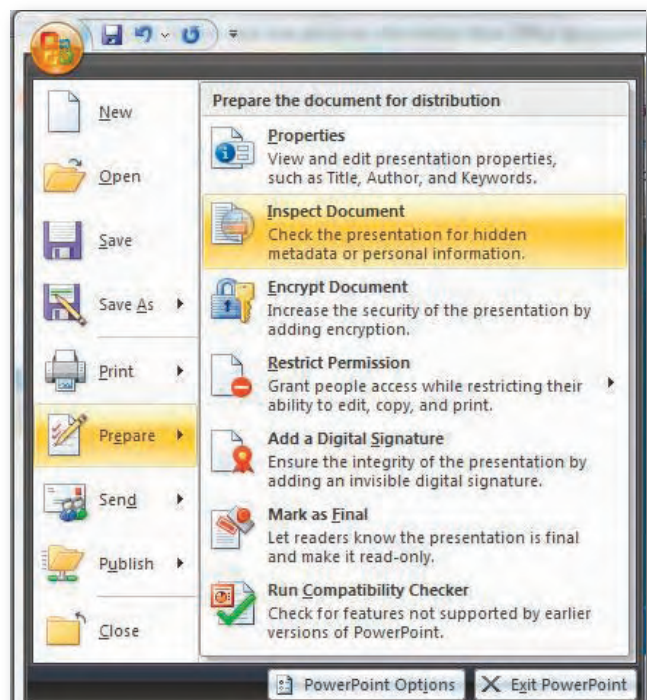 New
Open
Save
Save As
Print
Prepare
Send
Publish
Close
Prepare the document for distribution
Properties
View and edit presentation properties,
such as Title, Author, and Keywords.
Inspect Document
Check the presentation for hidden
metadata or personal information.
Encrypt Document
Increase the security of the presentation by
adding encryption.
Restrict Permission
Grant people access while restricting their
ability to edit, copy, and print.
Add a Digital Signature
Ensure the integrity of the presentation by
adding an invisible digital signature.
Mark as Final
Let readers know the presentation is final
and make it read-only.
Run Compatibility Checker
Check for features not supported by earlier
versions of PowerPoint.
PowerPoint Options
Exit PowerPoint